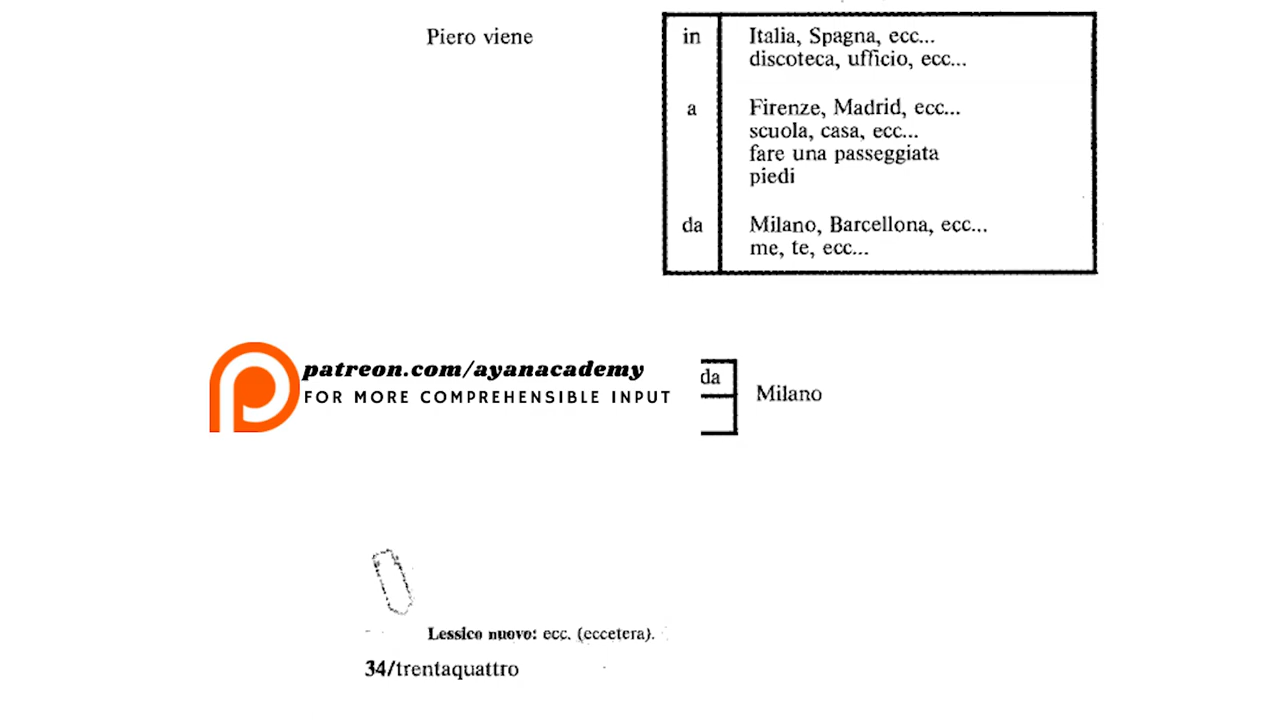 Piero viene
in Italia, Spagna, ecc...
discoteca, ufficio, ecc...
a Firenze, Madrid, ecc...
scuola, casa, ecc...
fare una passeggiata
piedi
da Milano, Barcellona, ecc...
me, te, ecc...
patreon.com/ayanacademy
FOR MORE COMPREHENSIBLE INPUT
da
Milano
Lessico nuovo: ecc. (eccetera).
34/trentaquattro